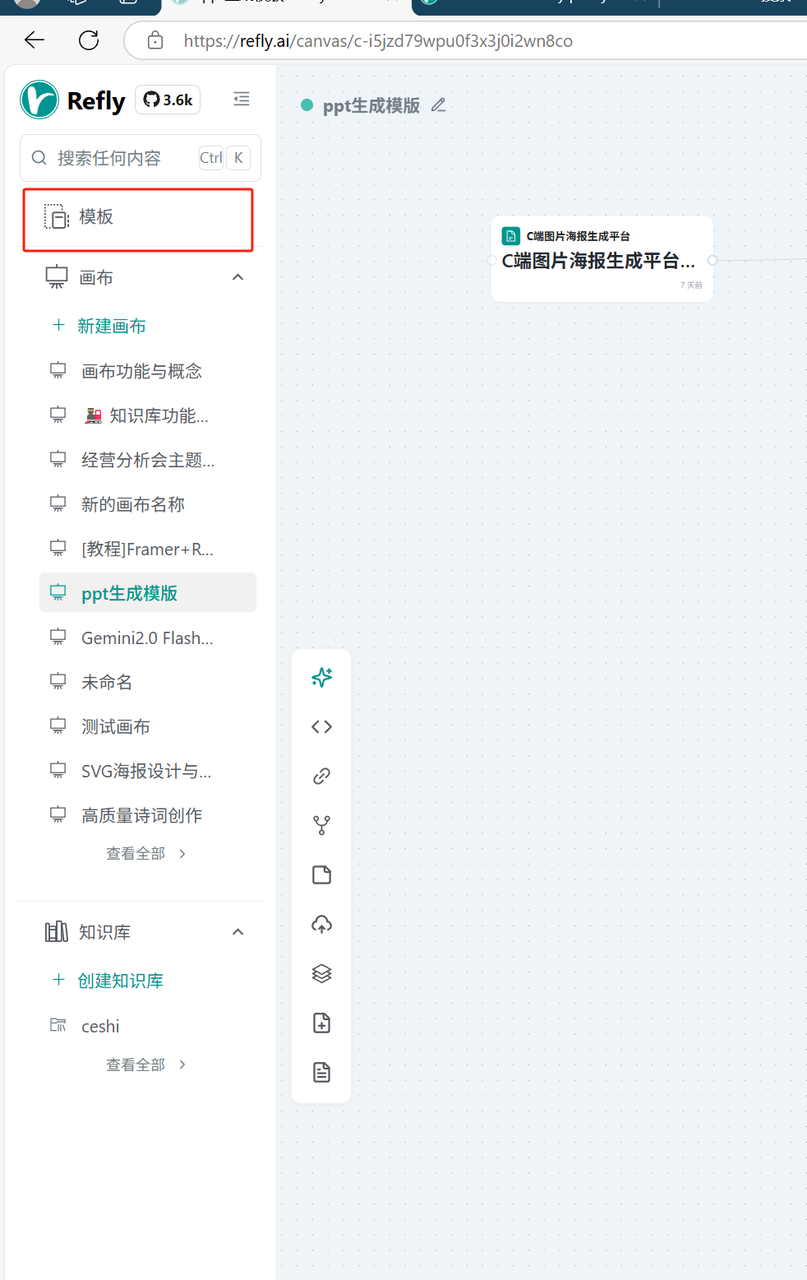 https://refly.ai/canvas/c-i5jzd79wpu0f3x3j0i2wn8co
Refly
3.6k
搜索任何内容
Ctrl K
模板
画布
新建画布
画布功能与概念
🚂 知识库功能...
经营分析会主题...
新的画布名称
[教程]Framer+R...
ppt生成模版
Gemini2.0 Flash...
未命名
测试画布
SVG海报设计与...
高质量诗词创作
查看全部
知识库
创建知识库
ceshi
查看全部
ppt生成模版
C端图片海报生成平台
C端图片海报生成平台...
7 天前